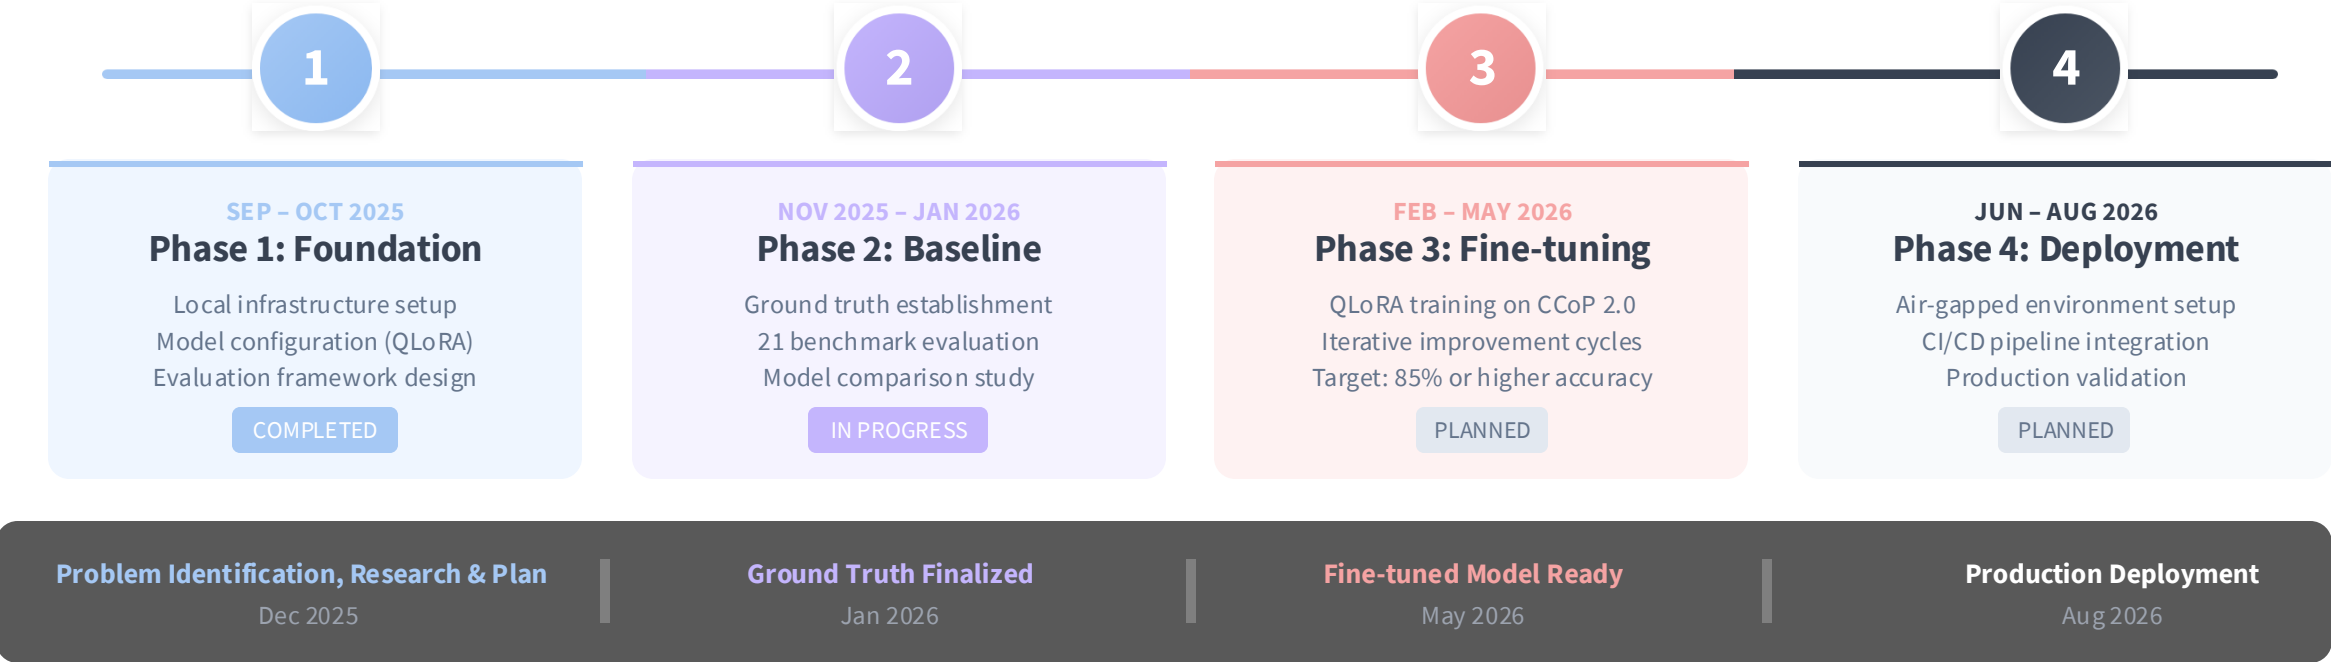 1
2
3
4
SEP – OCT 2025
Phase 1: Foundation
Local infrastructure setup
Model configuration (QLoRA)
Evaluation framework design
COMPLETED
NOV 2025 – JAN 2026
Phase 2: Baseline
Ground truth establishment
21 benchmark evaluation
Model comparison study
IN PROGRESS
FEB – MAY 2026
Phase 3: Fine-tuning
QLoRA training on CCoP 2.0
Iterative improvement cycles
Target: 85% or higher accuracy
PLANNED
JUN – AUG 2026
Phase 4: Deployment
Air-gapped environment setup
CI/CD pipeline integration
Production validation
PLANNED
Problem Identification, Research & Plan
Dec 2025
Ground Truth Finalized
Jan 2026
Fine-tuned Model Ready
May 2026
Production Deployment
Aug 2026